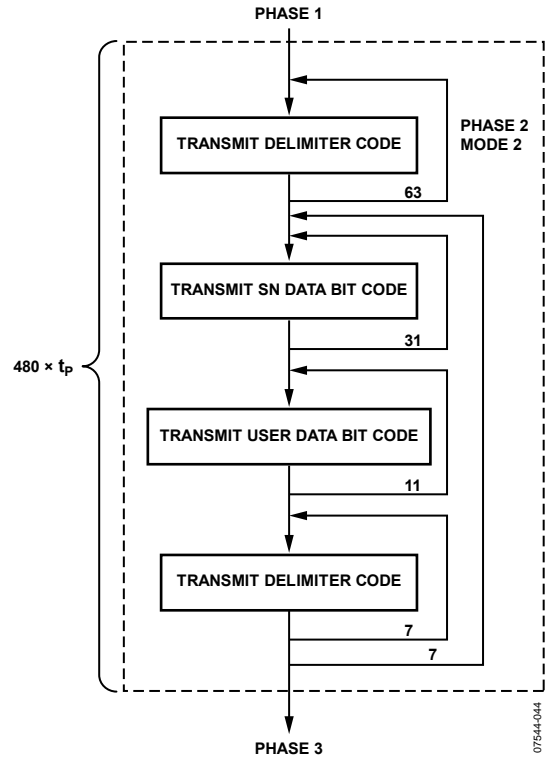 PHASE 1
PHASE 2
MODE 2
TRANSMIT DELIMITER CODE
63
TRANSMIT SN DATA BIT CODE
31
480 × tP
TRANSMIT USER DATA BIT CODE
11
TRANSMIT DELIMITER CODE
7
7
PHASE 3
07544-044